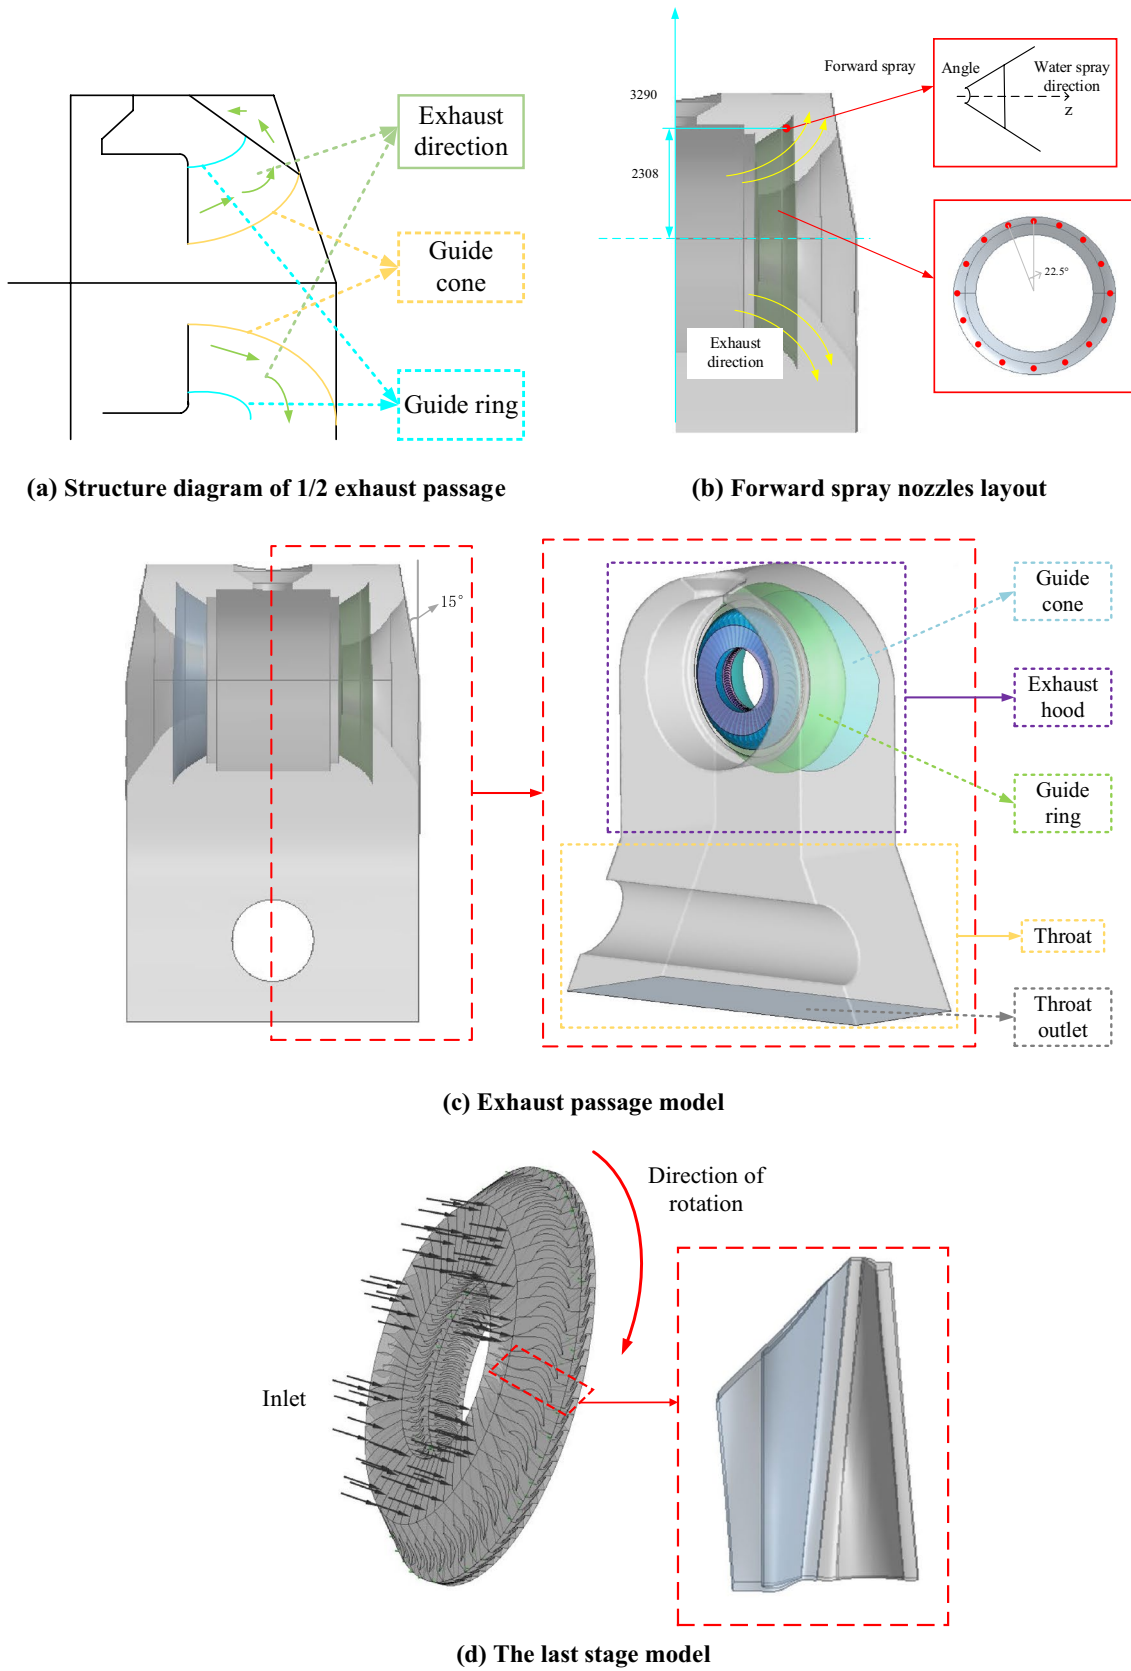 Exhaust
direction
Guide
cone
Guide ring
(a) Structure diagram of 1/2 exhaust passage
3290
2308
Forward spray
Angle
Water spray
direction
z
22.5°
Exhaust
direction
(b) Forward spray nozzles layout
15°
Guide
cone
Exhaust
hood
Guide
ring
Throat
Throat
outlet
(c) Exhaust passage model
Direction of
rotation
Inlet
(d) The last stage model